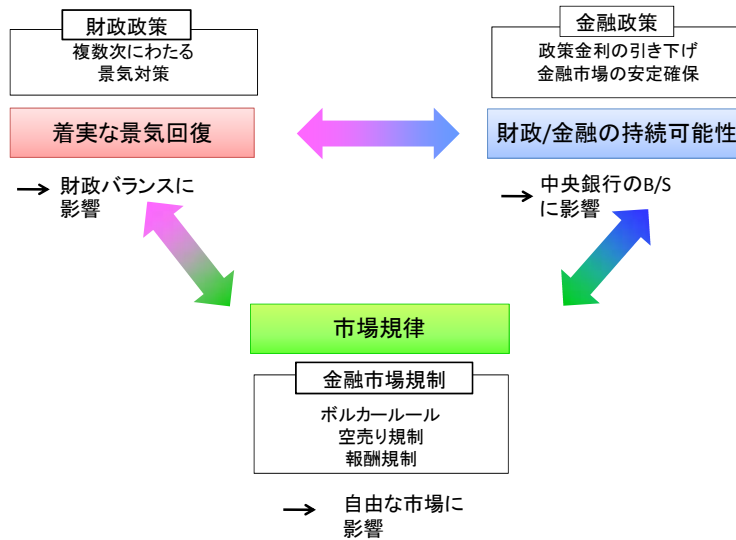 財政政策
複数次にわたる
景気対策
着実な景気回復
→ 財政バランスに
影響
金融政策
政策金利の引き下げ
金融市場の安定確保
財政/金融の持続可能性
→ 中央銀行のB/S
に影響
市場規律
金融市場規制
ボルカールール
空売り規制
報酬規制
→ 自由な市場に
影響